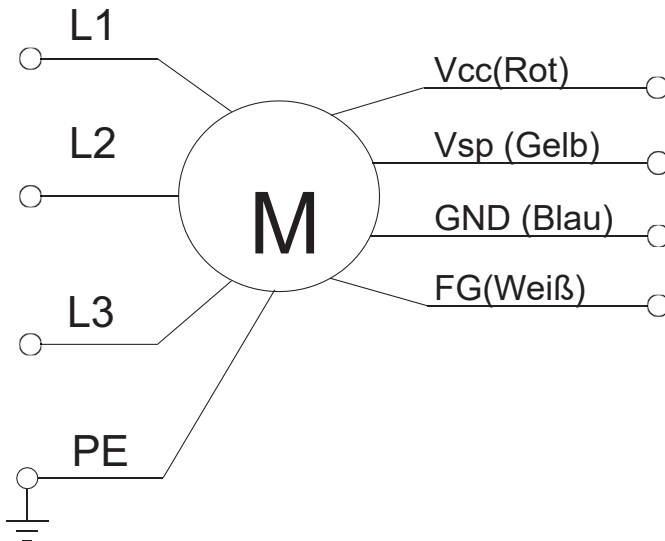 L1
Vcc(Rot)
L2
Vsp (Gelb)
M
GND (Blau)
L3
FG(Weiß)
PE